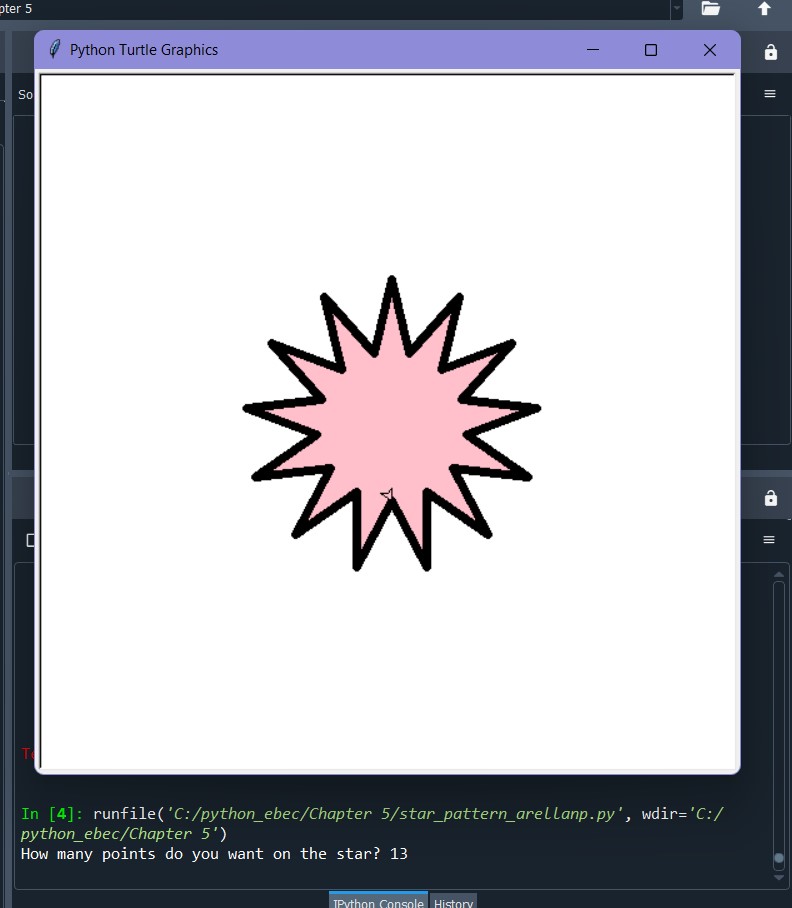 pter 5
Python Turtle Graphics
So
In [4]: runfile('C:/python_ebec/Chapter 5/star_pattern_arellanp.py', wdir='C:/
python_ebec/Chapter 5')
How many points do you want on the star? 13
IPython Console History